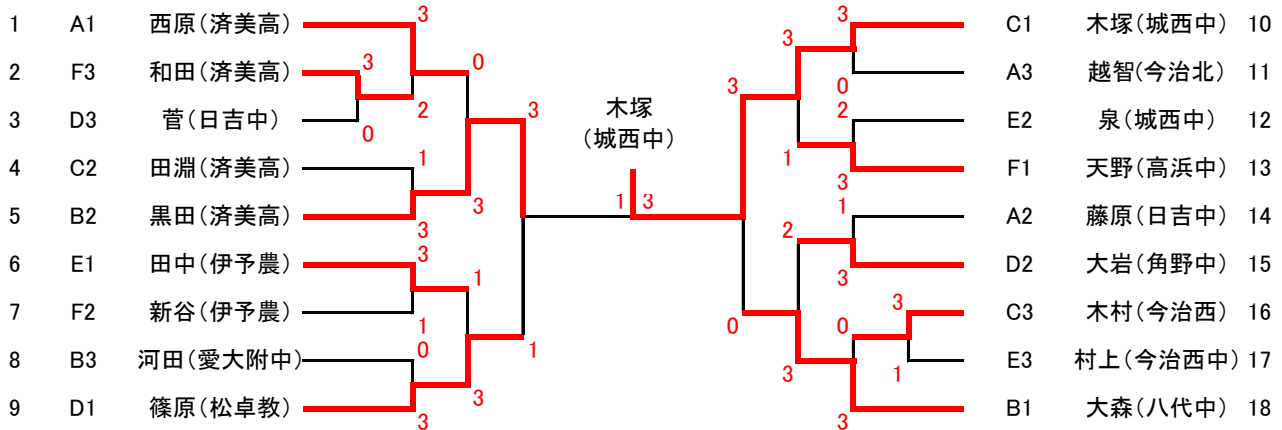 1 A1 西原(済美高)
2 F3 和田(済美高)
3 D3 菅(日吉中)
4 C2 田淵(済美高)
5 B2 黒田(済美高)
6 E1 田中(伊予農)
7 F2 新谷(伊予農)
8 B3 河田(愛大附中)
9 D1 篠原(松卓教)
3
3
0
0
2
1
3
3
3
3
1
1
0
3
3
1
木塚
(城西中)
1 3
3
3
0
3
2
1
3
1
2
3
0
3
0
1
3
3
C1 木塚(城西中) 10
A3 越智(今治北) 11
E2 泉(城西中) 12
F1 天野(高浜中) 13
A2 藤原(日吉中) 14
D2 大岩(角野中) 15
C3 木村(今治西) 16
E3 村上(今治西中) 17
B1 大森(八代中) 18